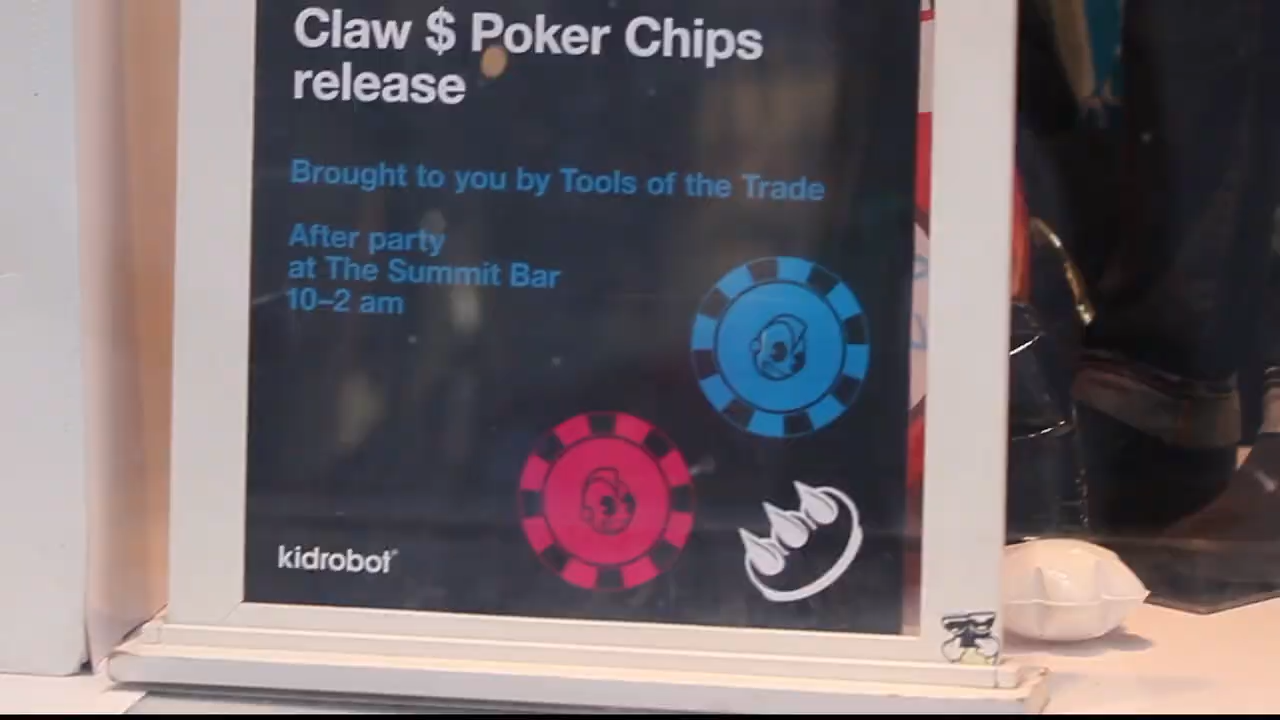 Claw $ Poker Chips
release
Brought to you by Tools of the Trade
After party
at The Summit Bar
10–2 am
kidrobot